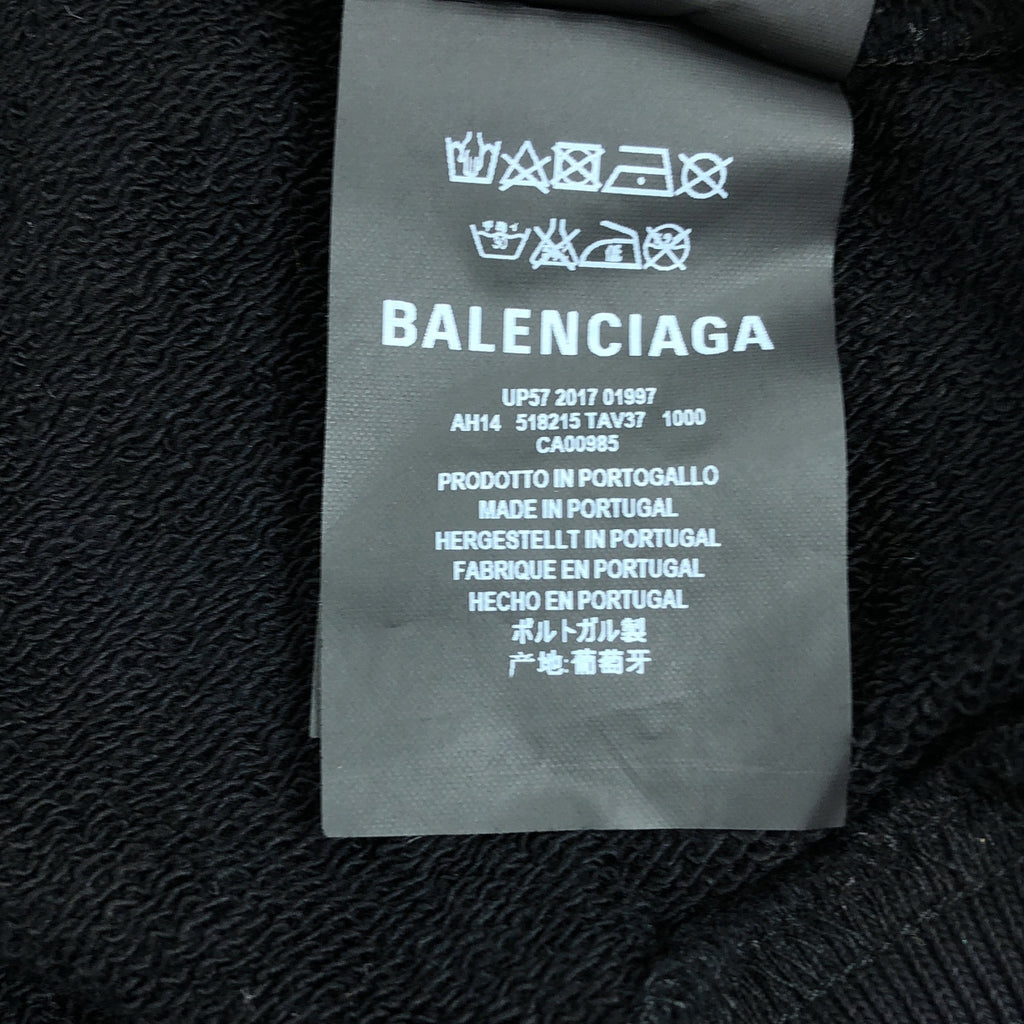 BALENCIAGA
UP57 2017 01997
AH14 518215 TAV37 1000
CA00985
PRODOTTO IN PORTOGALLO
MADE IN PORTUGAL
HERGESTELLT IN PORTUGAL
FABRIQUE EN PORTUGAL
HECHO EN PORTUGAL
ポルトガル製
产地:葡萄牙